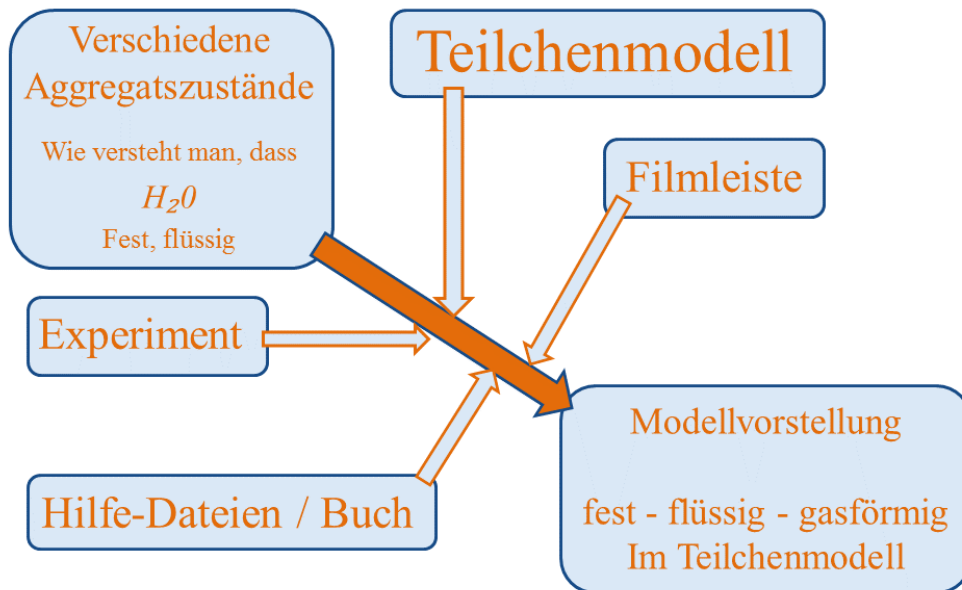 Verschiedene
Aggregatszustände
Wie versteht man, dass
H₂0
Fest, flüssig
Teilchenmodell
Filmleiste
Experiment
Hilfe-Dateien / Buch
Modellvorstellung
fest - flüssig - gasförmig
Im Teilchenmodell